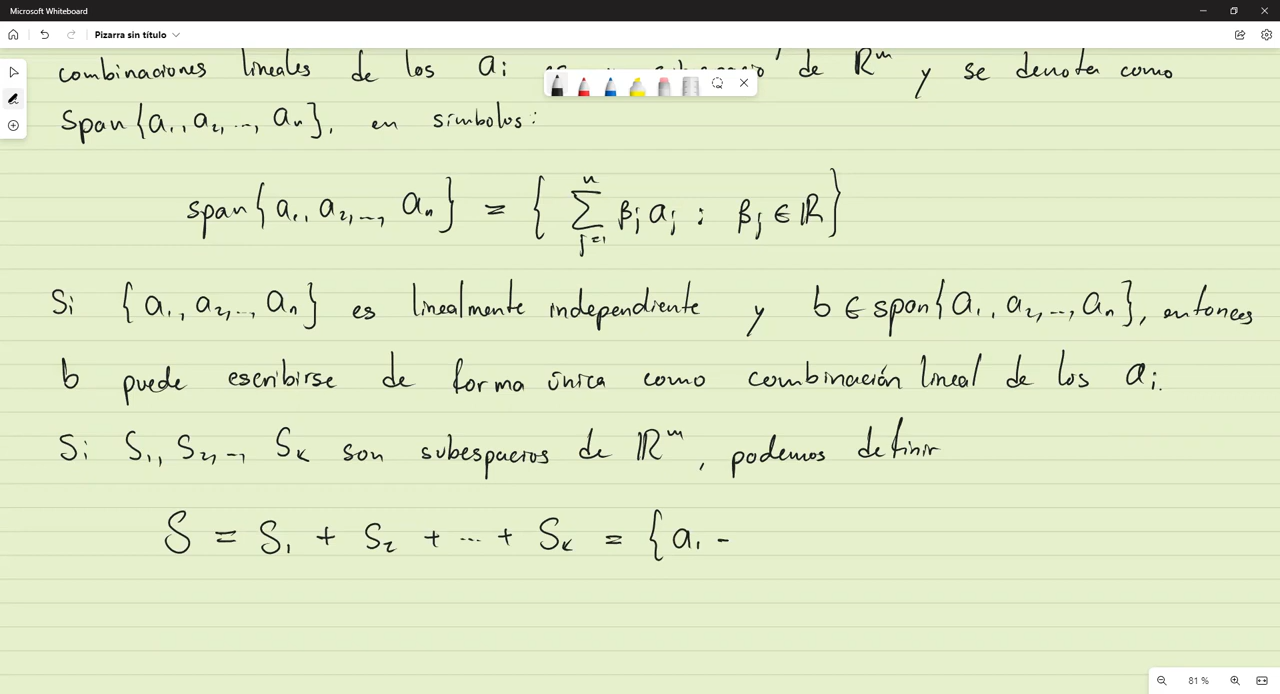 Microsoft Whiteboard
Pizarra sin título
combinaciones lineales de los aᵢ de ℝᵐ y se denota como
Span{a₁, a₂, ..., aₙ}, en símbolos:
span{a₁, a₂, ..., aₙ} = { ∑ⱼ₌₁ⁿ βⱼ aⱼ : βⱼ ∈ ℝ}
Si {a₁, a₂, ..., aₙ} es linealmente independiente y b ∈ span{a₁, a₂, ..., aₙ}, entonces
b puede escribirse de forma única como combinación lineal de los aᵢ.
Si S₁, S₂, ..., Sₖ son subespacios de ℝᵐ, podemos definir
S = S₁ + S₂ + ... + Sₖ = {a₁ -
81 %